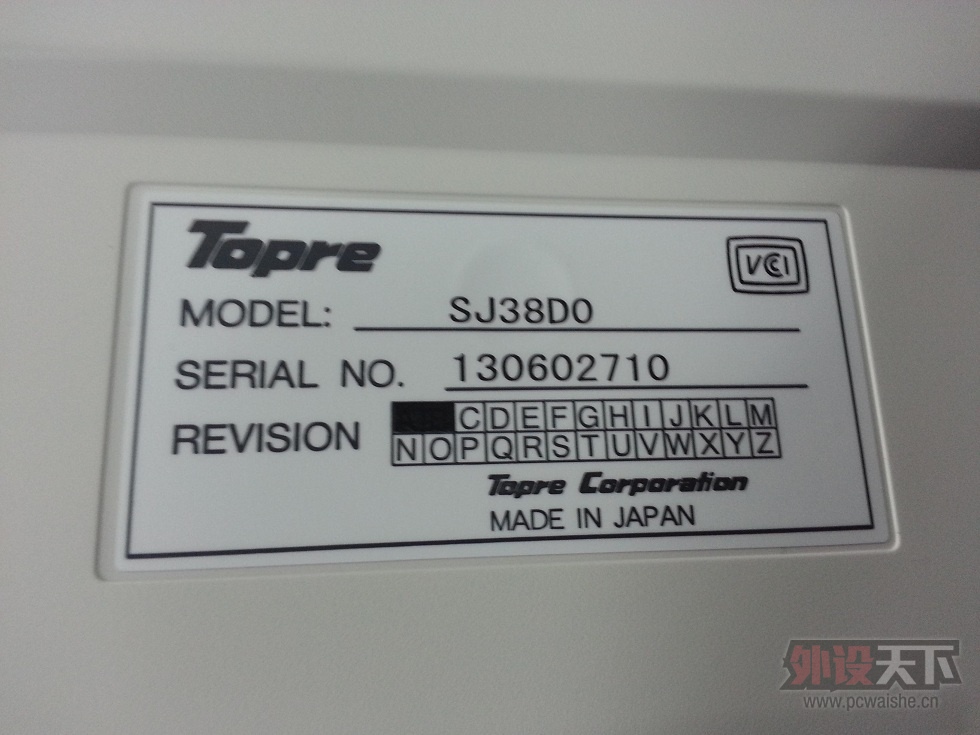 Topre
VCCI
MODEL: SJ38D0
SERIAL NO. 130602710
REVISION CDEFGHIJKLM
NOPQRSTUVWXYZ
Topre Corporation
MADE IN JAPAN
外设天下
www.pcwaishe.cn